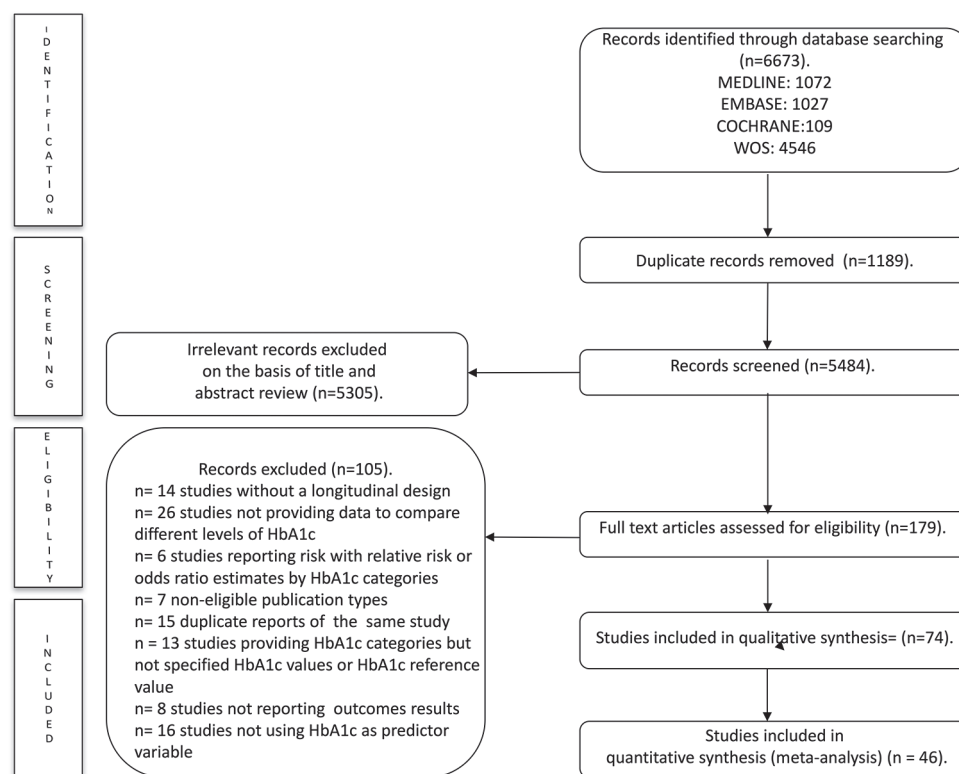 IDENTIFICATION
Records identified through database searching
(n=6673).
MEDLINE: 1072
EMBASE: 1027
COCHRANE:109
WOS: 4546
SCREENING
Duplicate records removed (n=1189).
Records screened (n=5484).
Irrelevant records excluded
on the basis of title and
abstract review (n=5305).
ELIGIBILITY
Full text articles assessed for eligibility (n=179).
Records excluded (n=105).
n= 14 studies without a longitudinal design
n= 26 studies not providing data to compare
different levels of HbA1c
n= 6 studies reporting risk with relative risk or
odds ratio estimates by HbA1c categories
n= 7 non-eligible publication types
n= 15 duplicate reports of the same study
n = 13 studies providing HbA1c categories but
not specified HbA1c values or HbA1c reference
value
n= 8 studies not reporting outcomes results
n= 16 studies not using HbA1c as predictor
variable
INCLUDED
Studies included in qualitative synthesis= (n=74).
Studies included in
quantitative synthesis (meta-analysis) (n = 46).